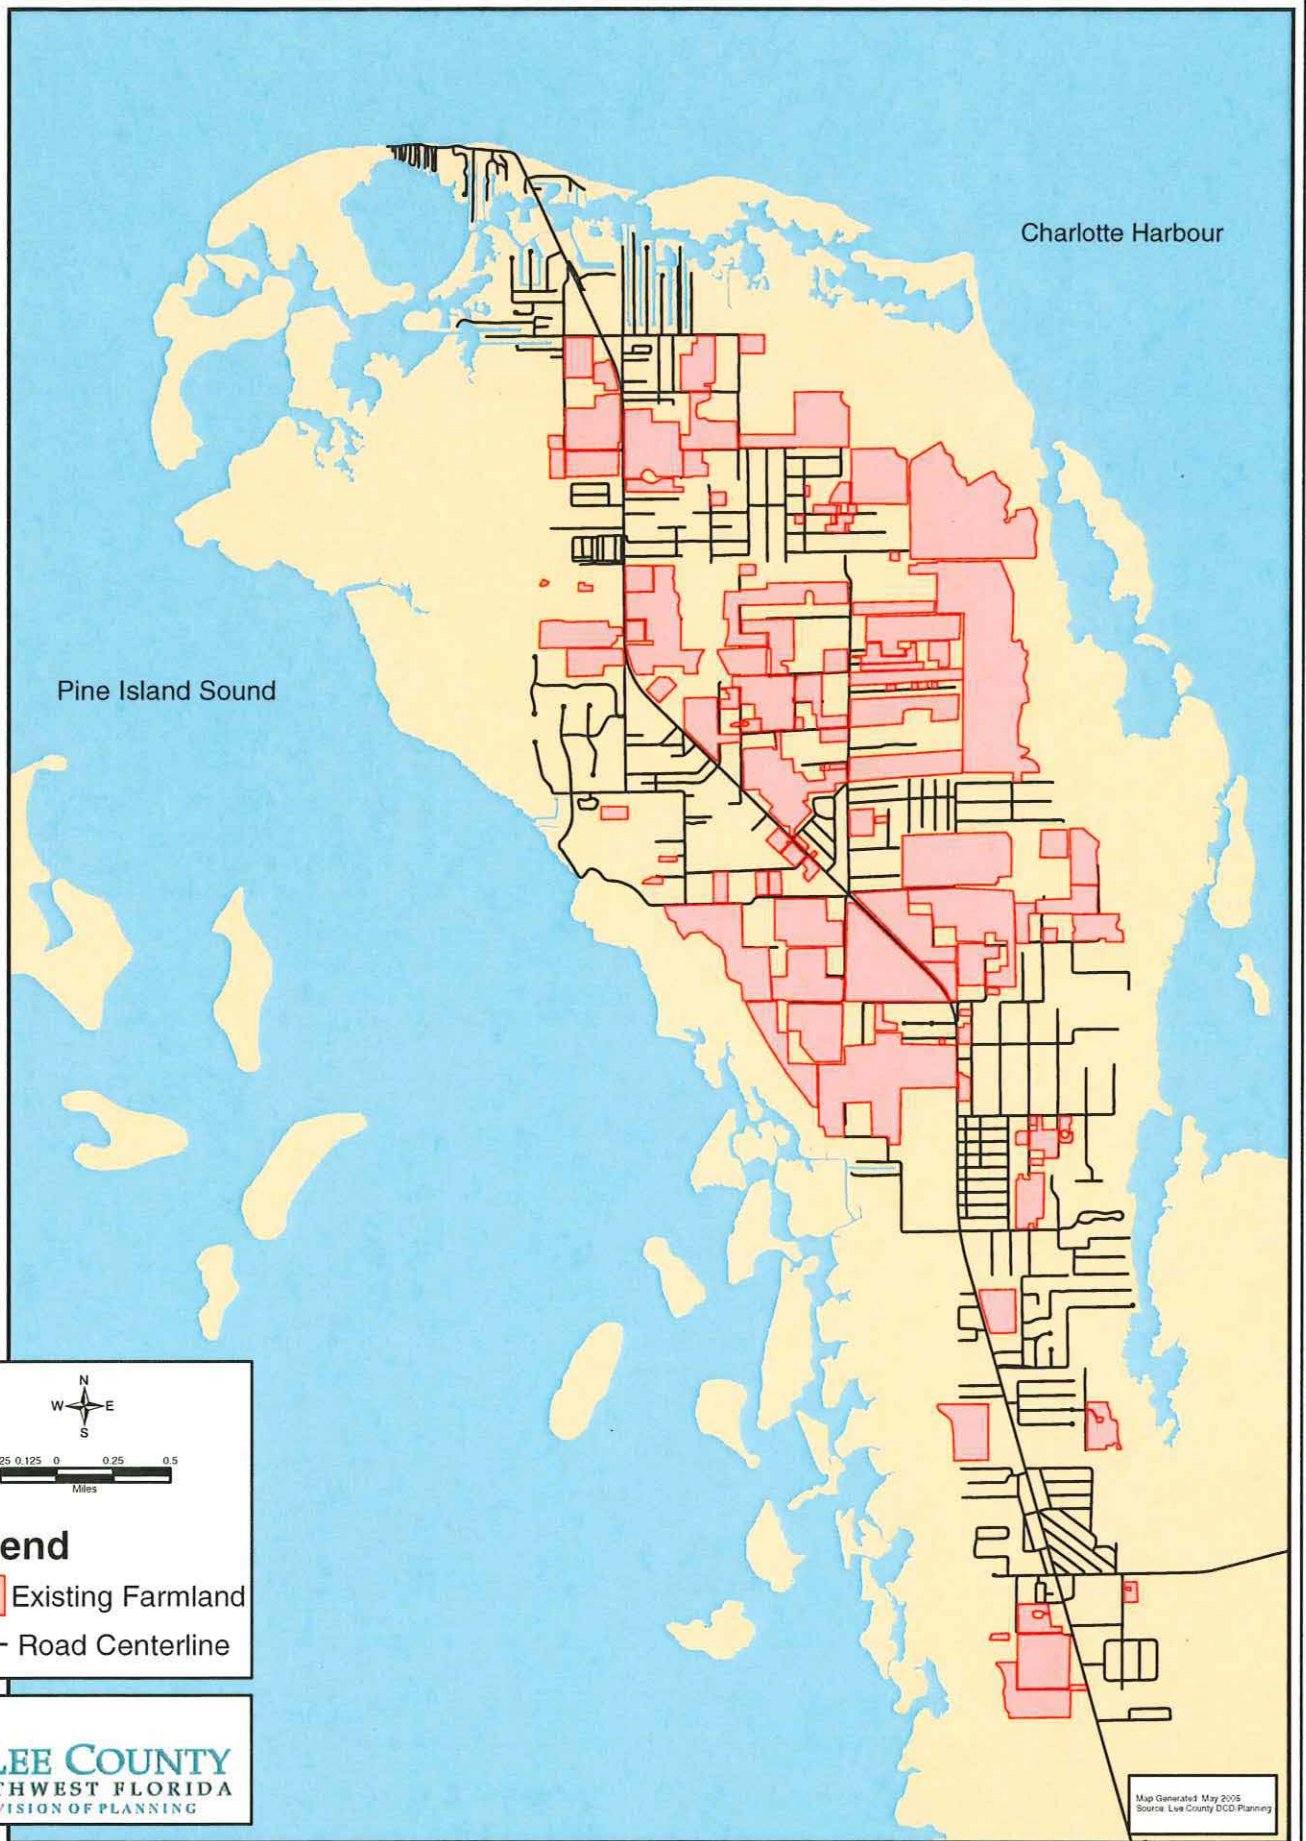 Charlotte Harbour
Pine Island Sound
N
W E
S
25 0.125 0 0.25 0.5
Miles
end
Existing Farmland
Road Centerline
LEE COUNTY
THWEST FLORIDA
VISION OF PLANNING
Map Generated: May 2005
Source: Lee County DCD-Planning